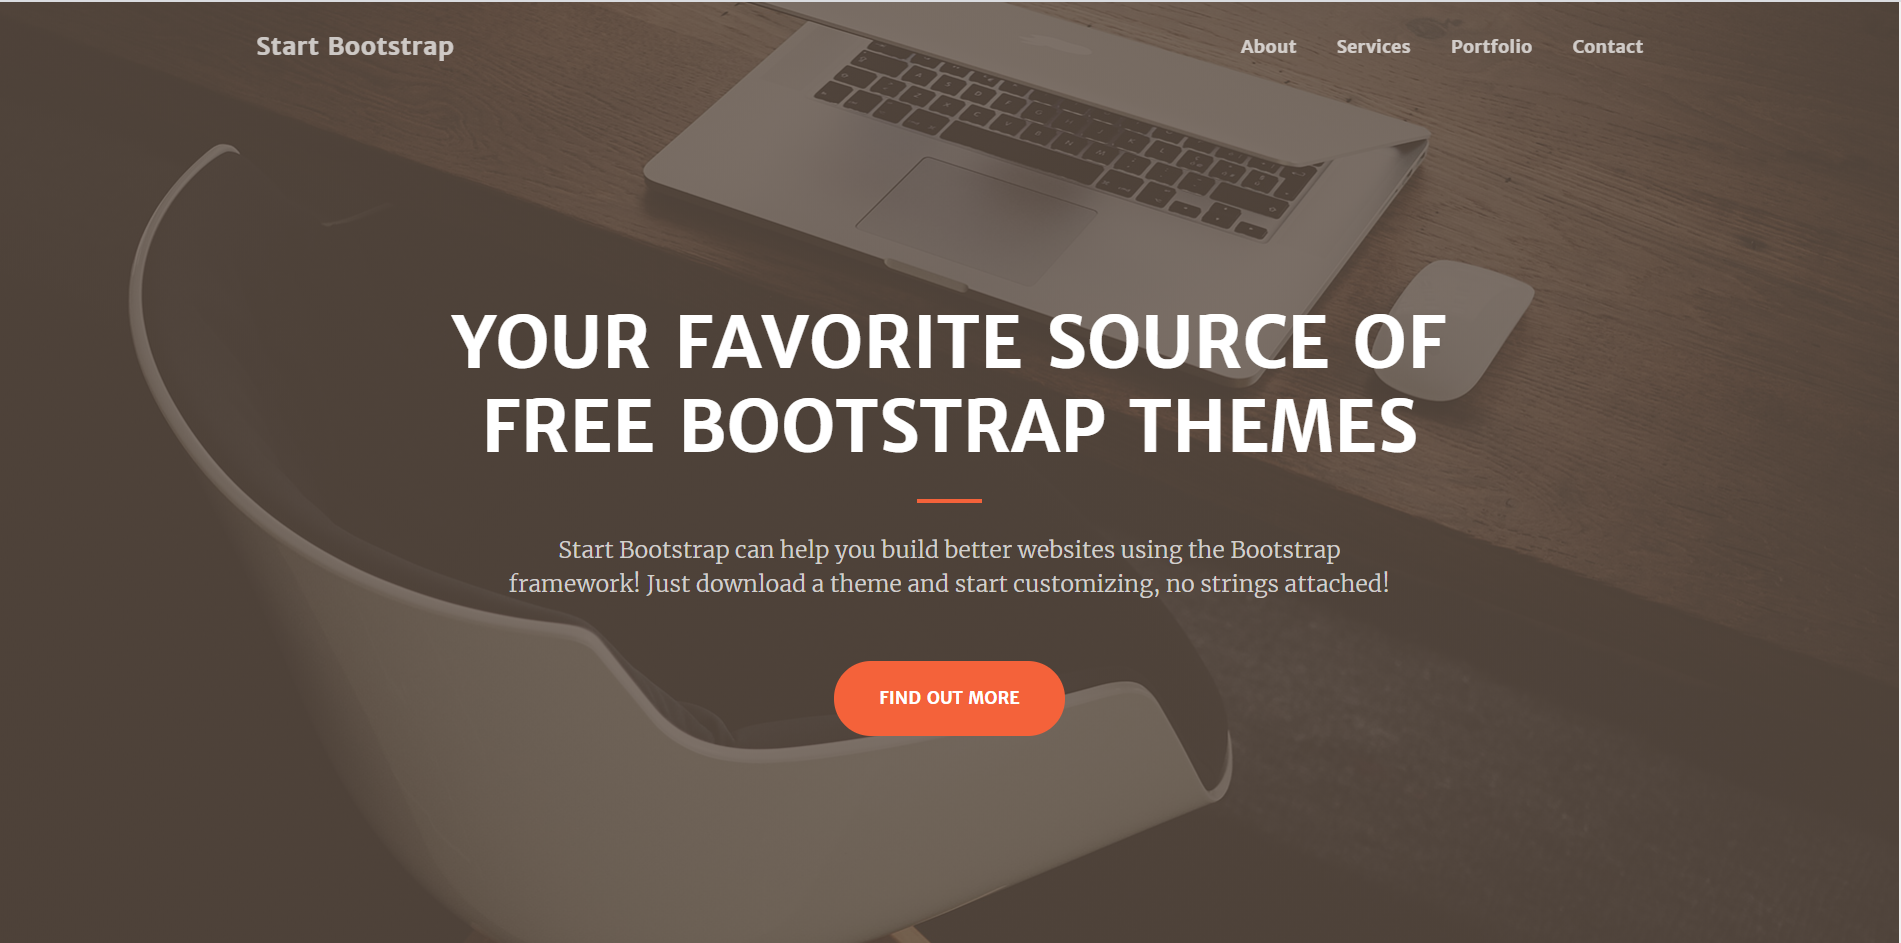 Start Bootstrap
About Services Portfolio Contact
YOUR FAVORITE SOURCE OF
FREE BOOTSTRAP THEMES
Start Bootstrap can help you build better websites using the Bootstrap
framework! Just download a theme and start customizing, no strings attached!
FIND OUT MORE